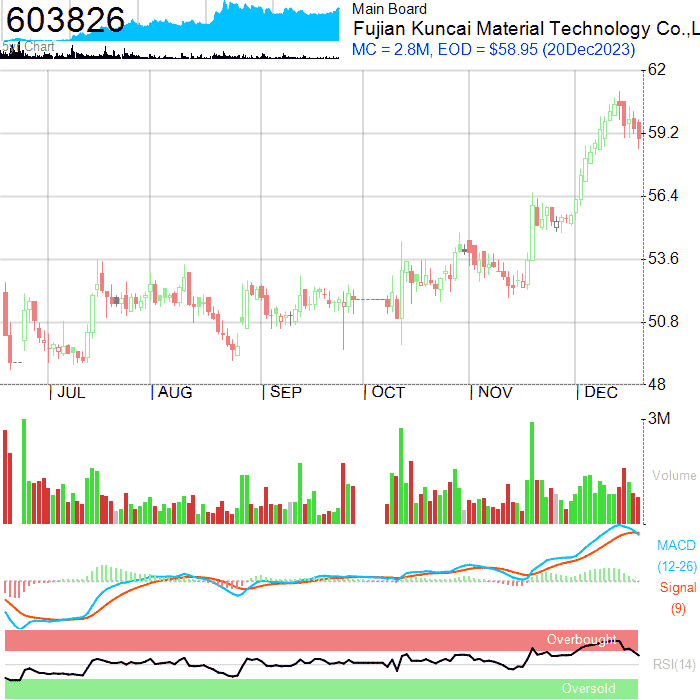 603826
5yr Chart
Main Board
Fujian Kuncai Material Technology Co.,L
MC = 2.8M, EOD = $58.95 (20Dec2023)
62
59.2
56.4
53.6
50.8
48
JUL
AUG
SEP
OCT
NOV
DEC
3M
Volume
MACD
(12-26)
Signal
(9)
Overbought
RSI(14)
Oversold